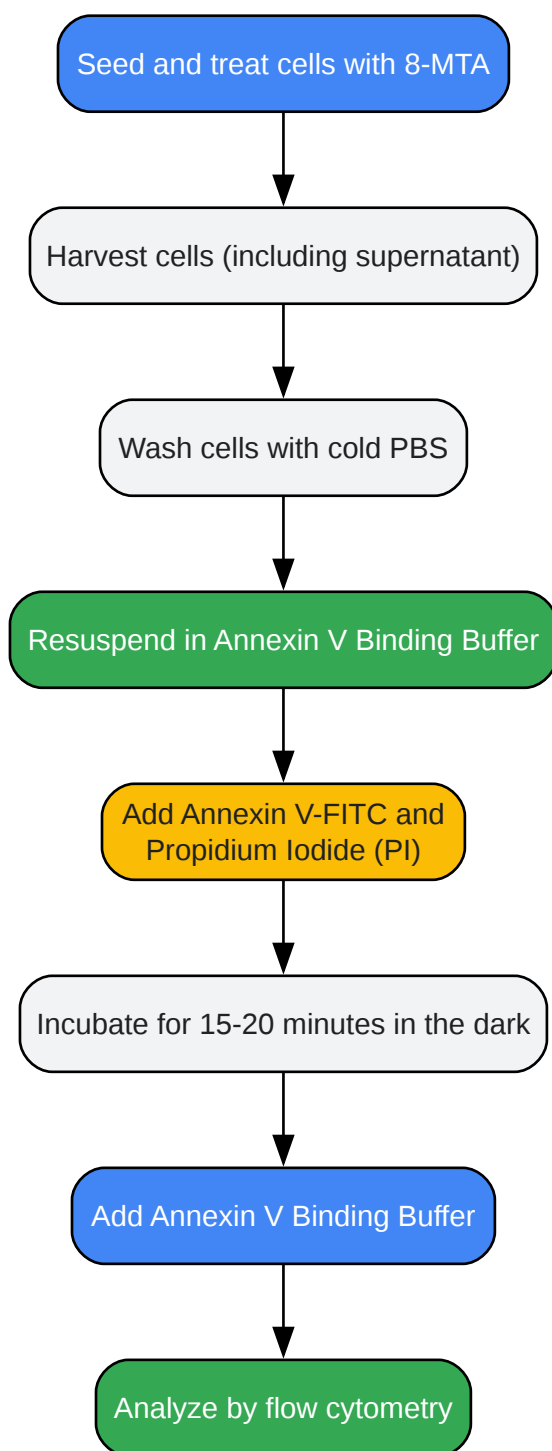 Seed and treat cells with 8-MTA
Harvest cells (including supernatant)
Wash cells with cold PBS
Resuspend in Annexin V Binding Buffer
Add Annexin V-FITC and
Propidium Iodide (PI)
Incubate for 15-20 minutes in the dark
Add Annexin V Binding Buffer
Analyze by flow cytometry